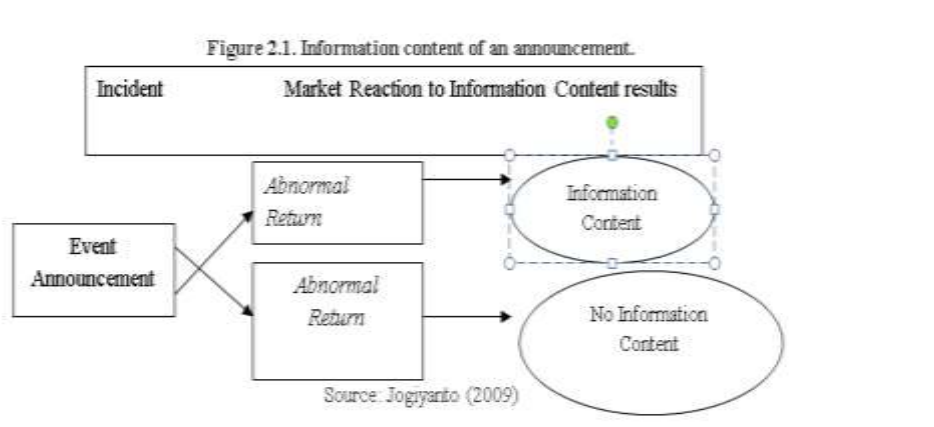 Figure 2.1. Information content of an announcement.
Incident Market Reaction to Information Content results
Abnormal
Return
Information
Content
Event
Announcement
Abnormal
Return
No Information
Content
Source: Jogiyanto (2009)